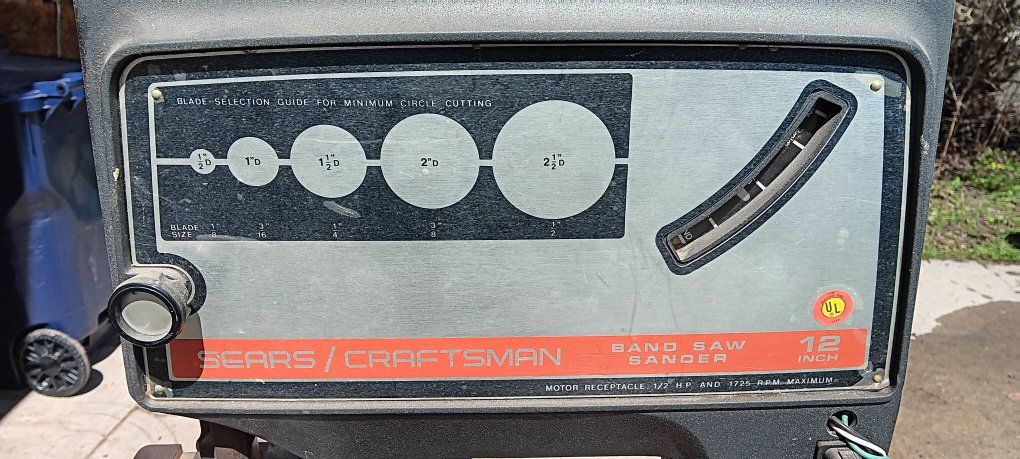 BLADE SELECTION GUIDE FOR MINIMUM CIRCLE CUTTING
1/2"D 1"D 1 1/2"D 2"D 2 1/2"D
BLADE SIZE 1/8 3"/16 1"/4 3"/8 1"/2
UL
SEARS / CRAFTSMAN BAND SAW SANDER 12 INCH
MOTOR RECEPTACLE 1/2 H.P. AND 1725 R.P.M. MAXIMUM